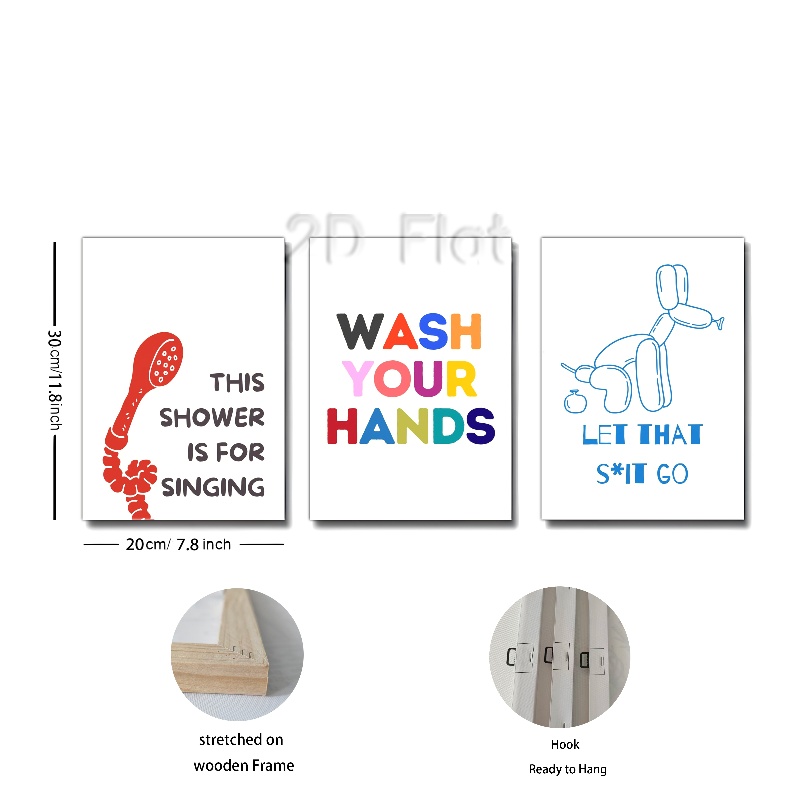 2D Flat
30cm/11.8inch
THIS
SHOWER
IS FOR
SINGING
WASH
YOUR
HANDS
LET THAT
S*IT GO
20cm/ 7.8 inch
stretched on
wooden Frame
Hook
Ready to Hang